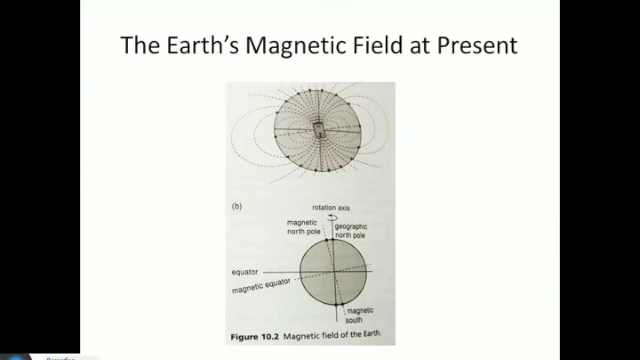 The Earth's Magnetic Field at Present
(b)
rotation axis
magnetic
north pole
geographic
north pole
equator
magnetic equator
magnetic
south
Figure 10.2 Magnetic field of the Earth.